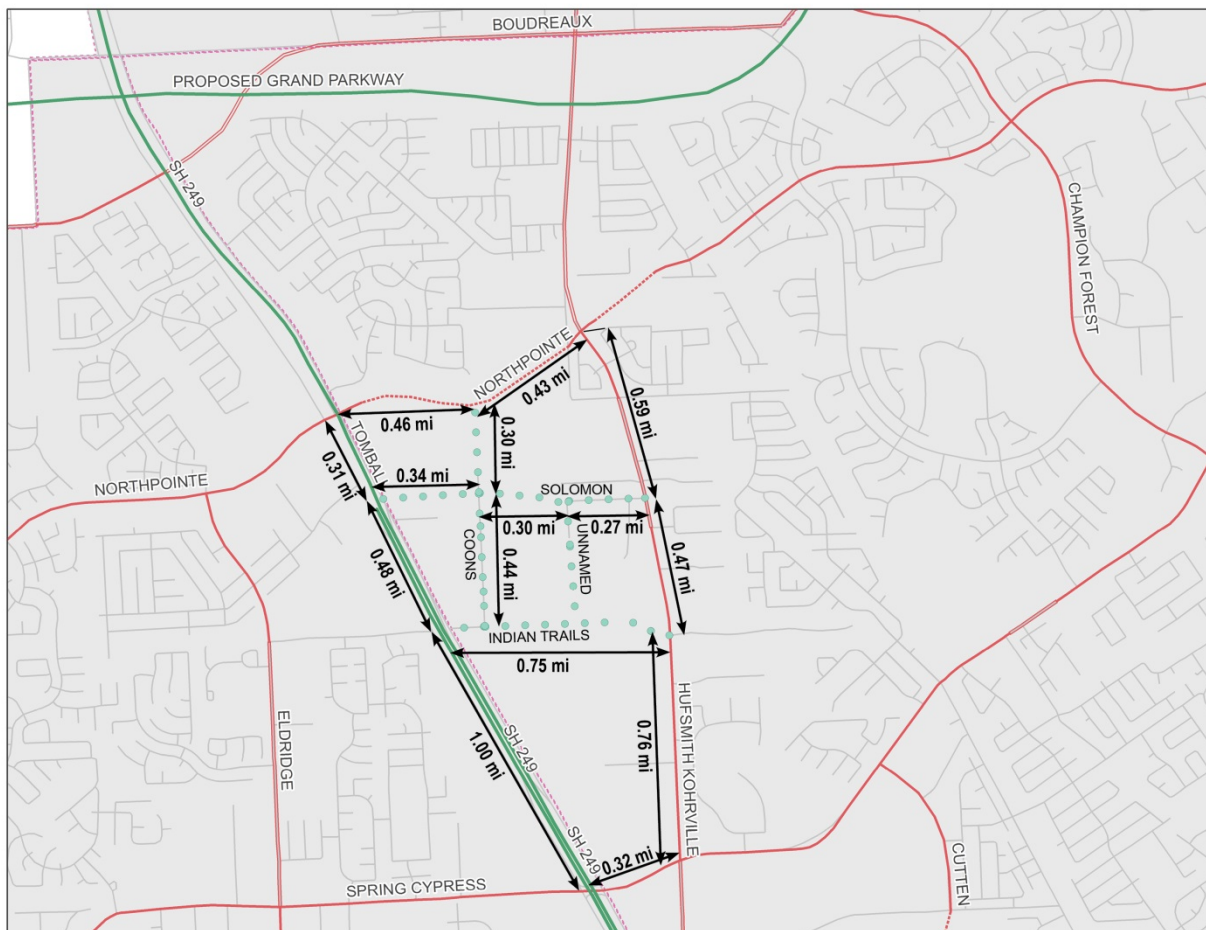 BOUDREAUX
PROPOSED GRAND PARKWAY
SH 249
CHAMPION FOREST
NORTHPOINTE
0.43 mi
0.59 mi
0.46 mi
0.30 mi
TOMBAL
0.31 mi
0.34 mi
NORTHPOINTE
SOLOMON
0.30 mi
0.27 mi
COONS
0.44 mi
UNNAMED
0.47 mi
0.48 mi
INDIAN TRAILS
0.75 mi
HUFSMITH KOHRVILLE
ELDRIDGE
SH 249
0.76 mi
1.00 mi
SH 249
0.32 mi
SPRING CYPRESS
CUTTEN